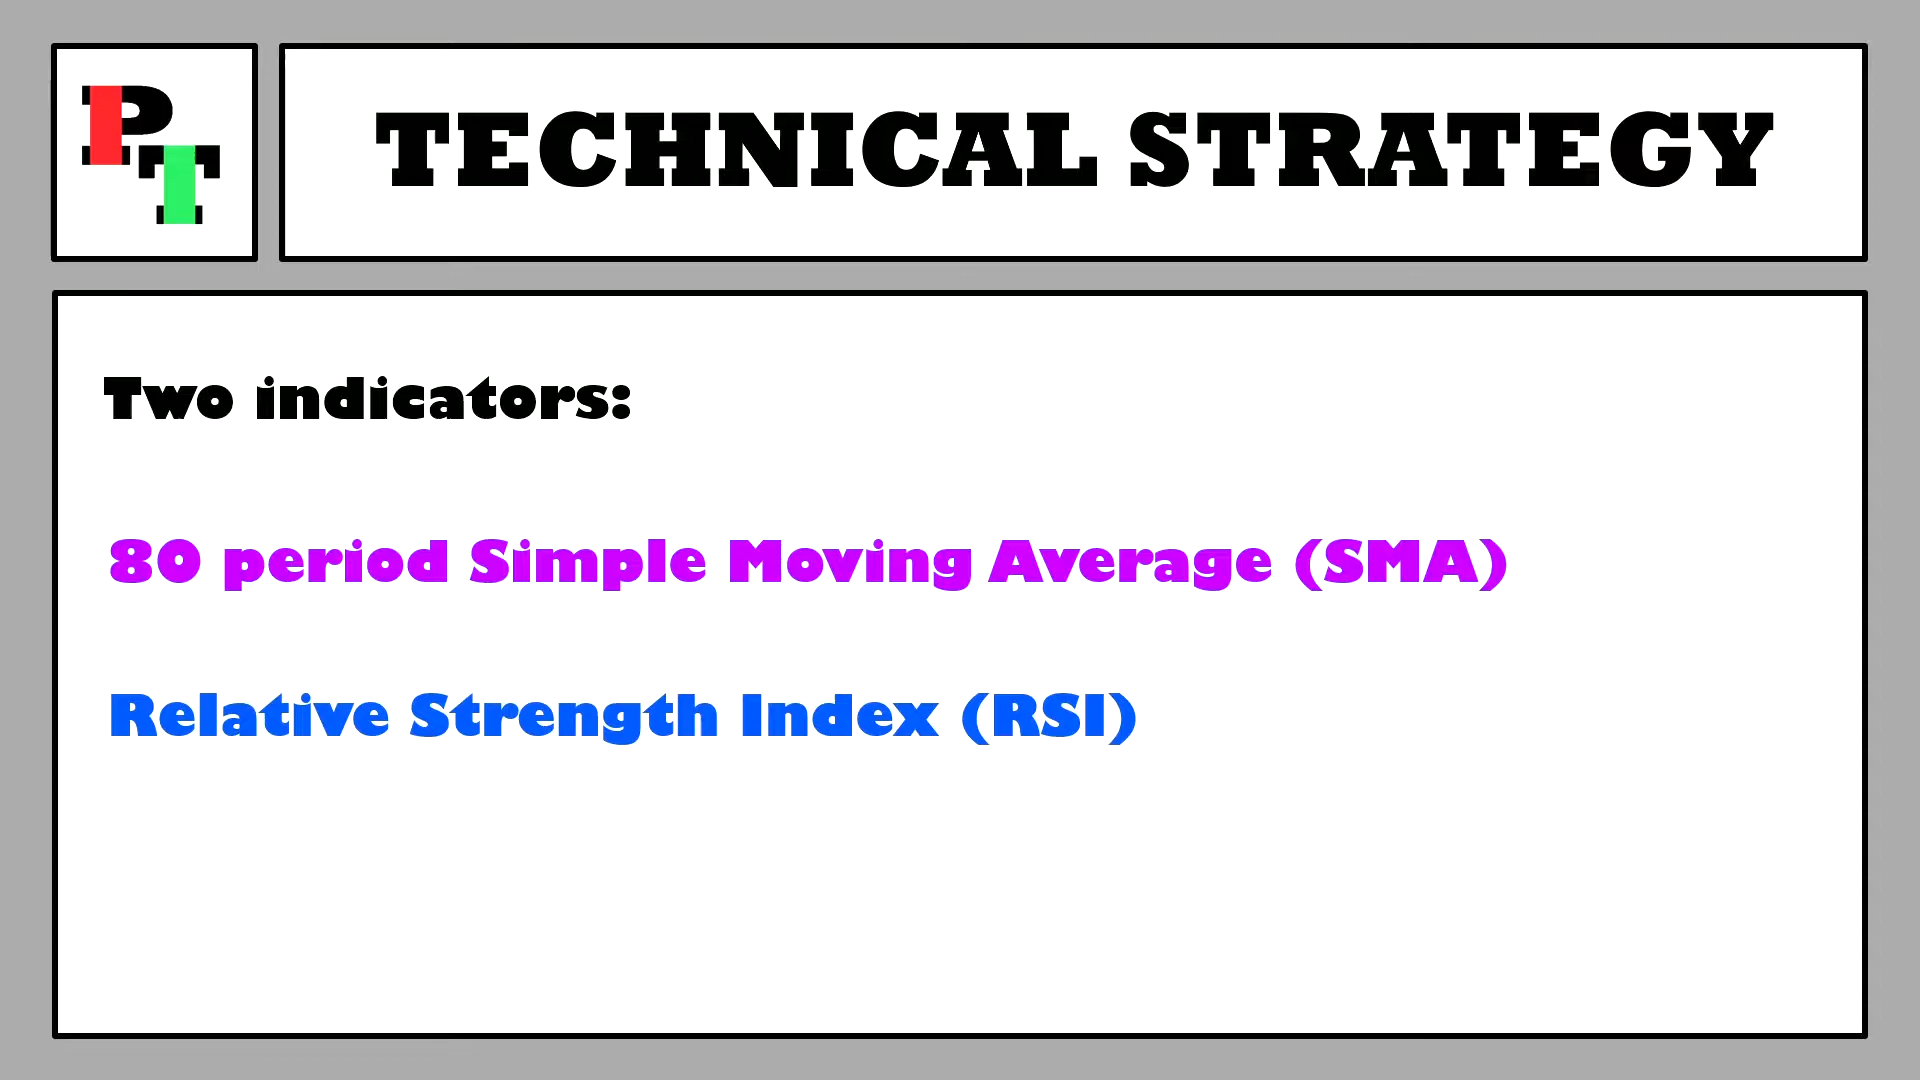 PT
TECHNICAL STRATEGY
Two indicators:
80 period Simple Moving Average (SMA)
Relative Strength Index (RSI)